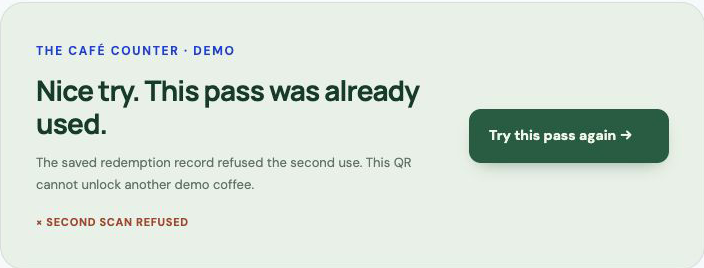 THE CAFÉ COUNTER · DEMO
Nice try. This pass was already
used.
The saved redemption record refused the second use. This QR
cannot unlock another demo coffee.
× SECOND SCAN REFUSED
Try this pass again →